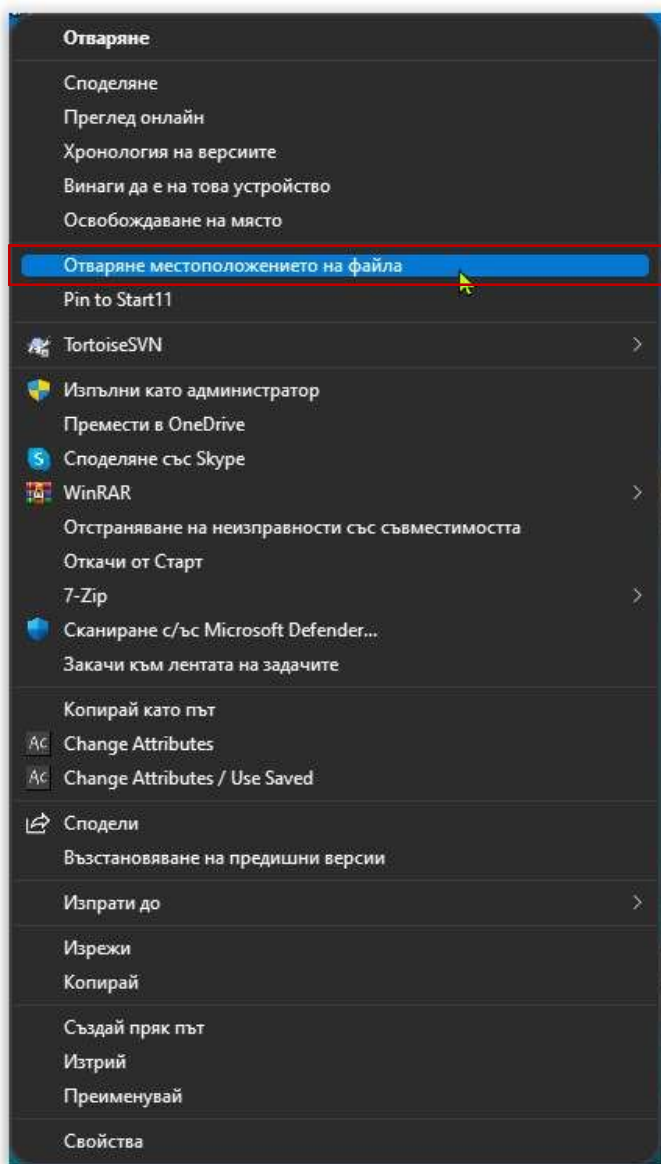 Отваряне
Споделяне
Преглед онлайн
Хронология на версиите
Винаги да е на това устройство
Освобождаване на място
Отваряне местоположението на файла
Pin to Start11
TortoiseSVN
Изпълни като администратор
Премести в OneDrive
S Споделяне със Skype
WinRAR
Отстраняване на неизправности със съвместимостта
Откачи от Старт
7-Zip
Сканиране с/ъс Microsoft Defender...
Закачи към лентата на задачите
Копирай като път
Ac Change Attributes
Ac Change Attributes / Use Saved
Сподели
Възстановяване на предишни версии
Изпрати до
Изрежи
Копирай
Създай пряк път
Изтрий
Преименувай
Свойства